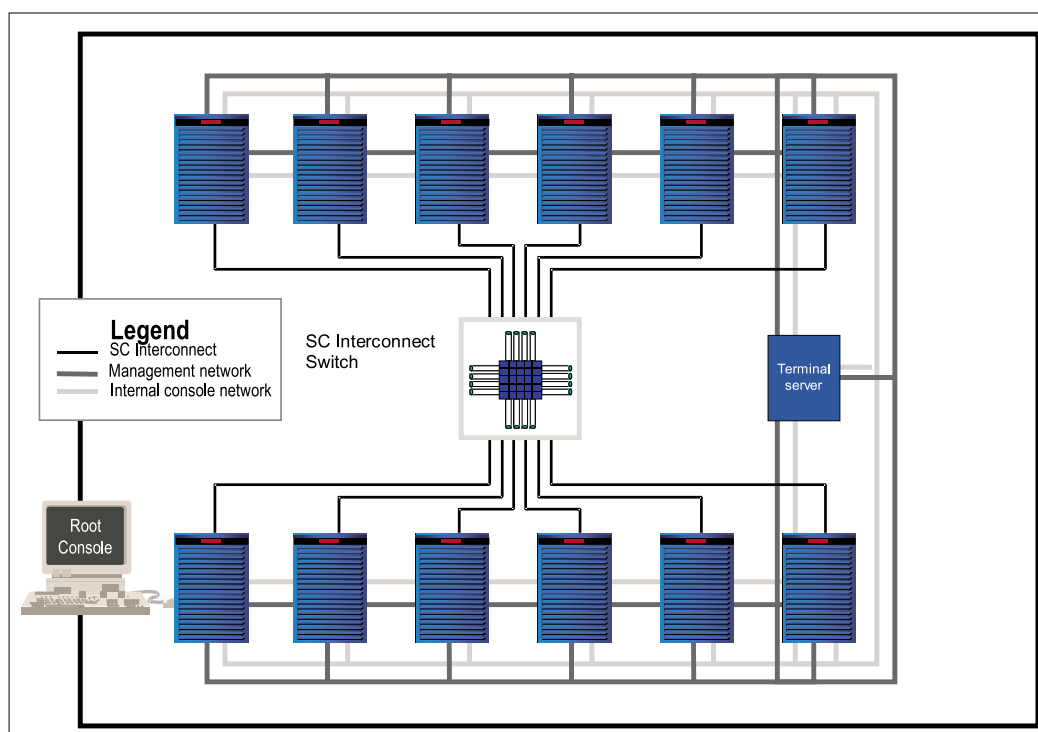 Legend
SC Interconnect
Management network
Internal console network
SC Interconnect
Switch
Terminal
server
Root
Console